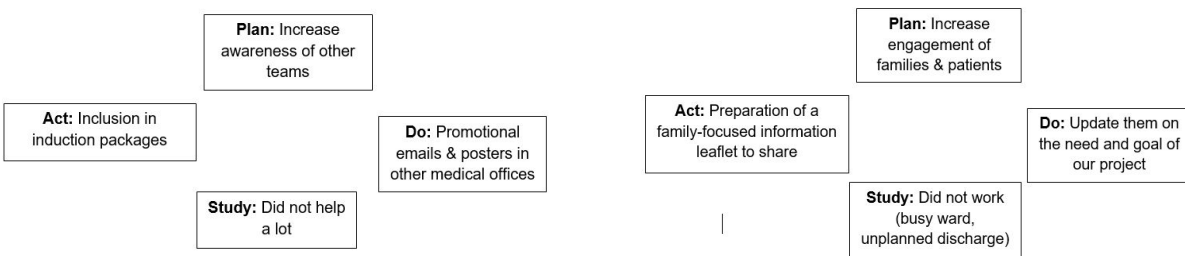 Plan: Increase
awareness of other
teams
Act: Inclusion in
induction packages
Do: Promotional
emails & posters in
other medical offices
Study: Did not help
a lot
Plan: Increase
engagement of
families & patients
Act: Preparation of a
family-focused information
leaflet to share
Do: Update them on
the need and goal of
our project
Study: Did not work
(busy ward,
unplanned discharge)